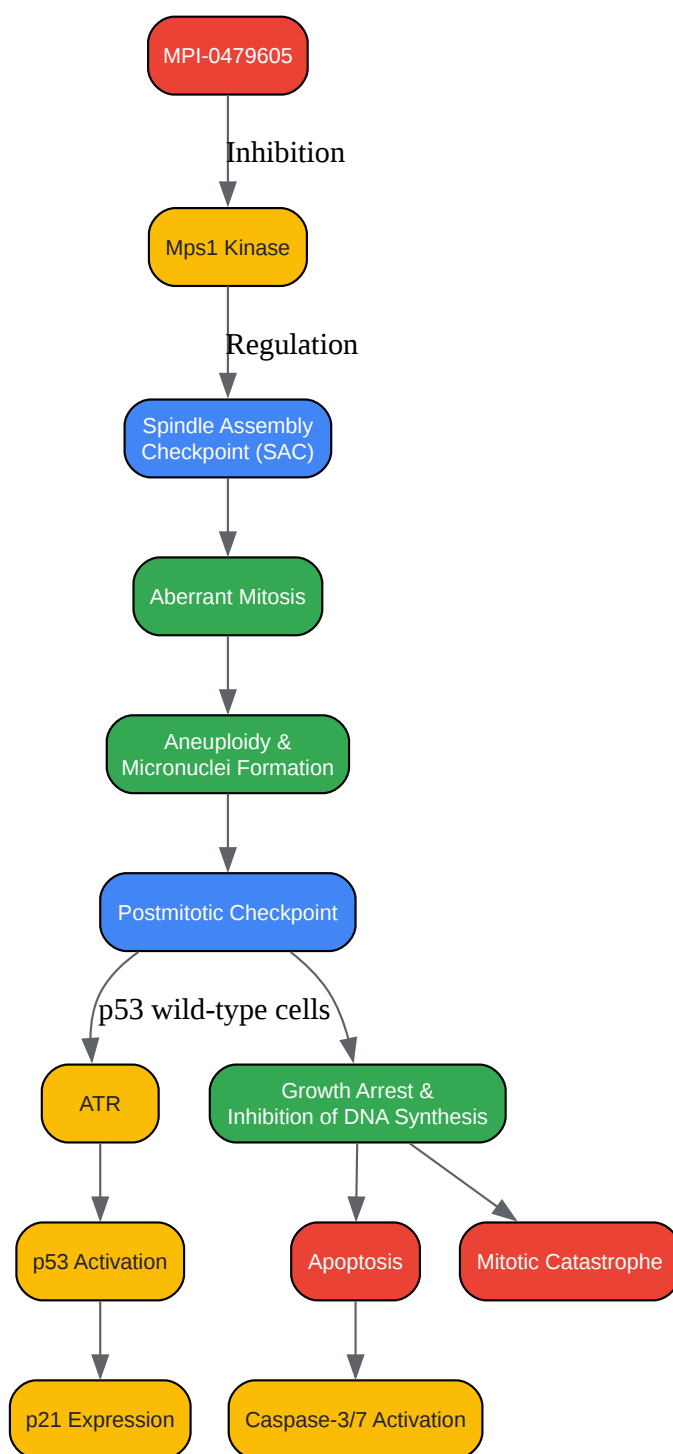 MPI-0479605
Inhibition
Mps1 Kinase
Regulation
Spindle Assembly
Checkpoint (SAC)
Aberrant Mitosis
Aneuploidy &
Micronuclei Formation
Postmitotic Checkpoint
p53 wild-type cells
ATR
Growth Arrest &
Inhibition of DNA Synthesis
p53 Activation
Apoptosis
Mitotic Catastrophe
p21 Expression
Caspase-3/7 Activation